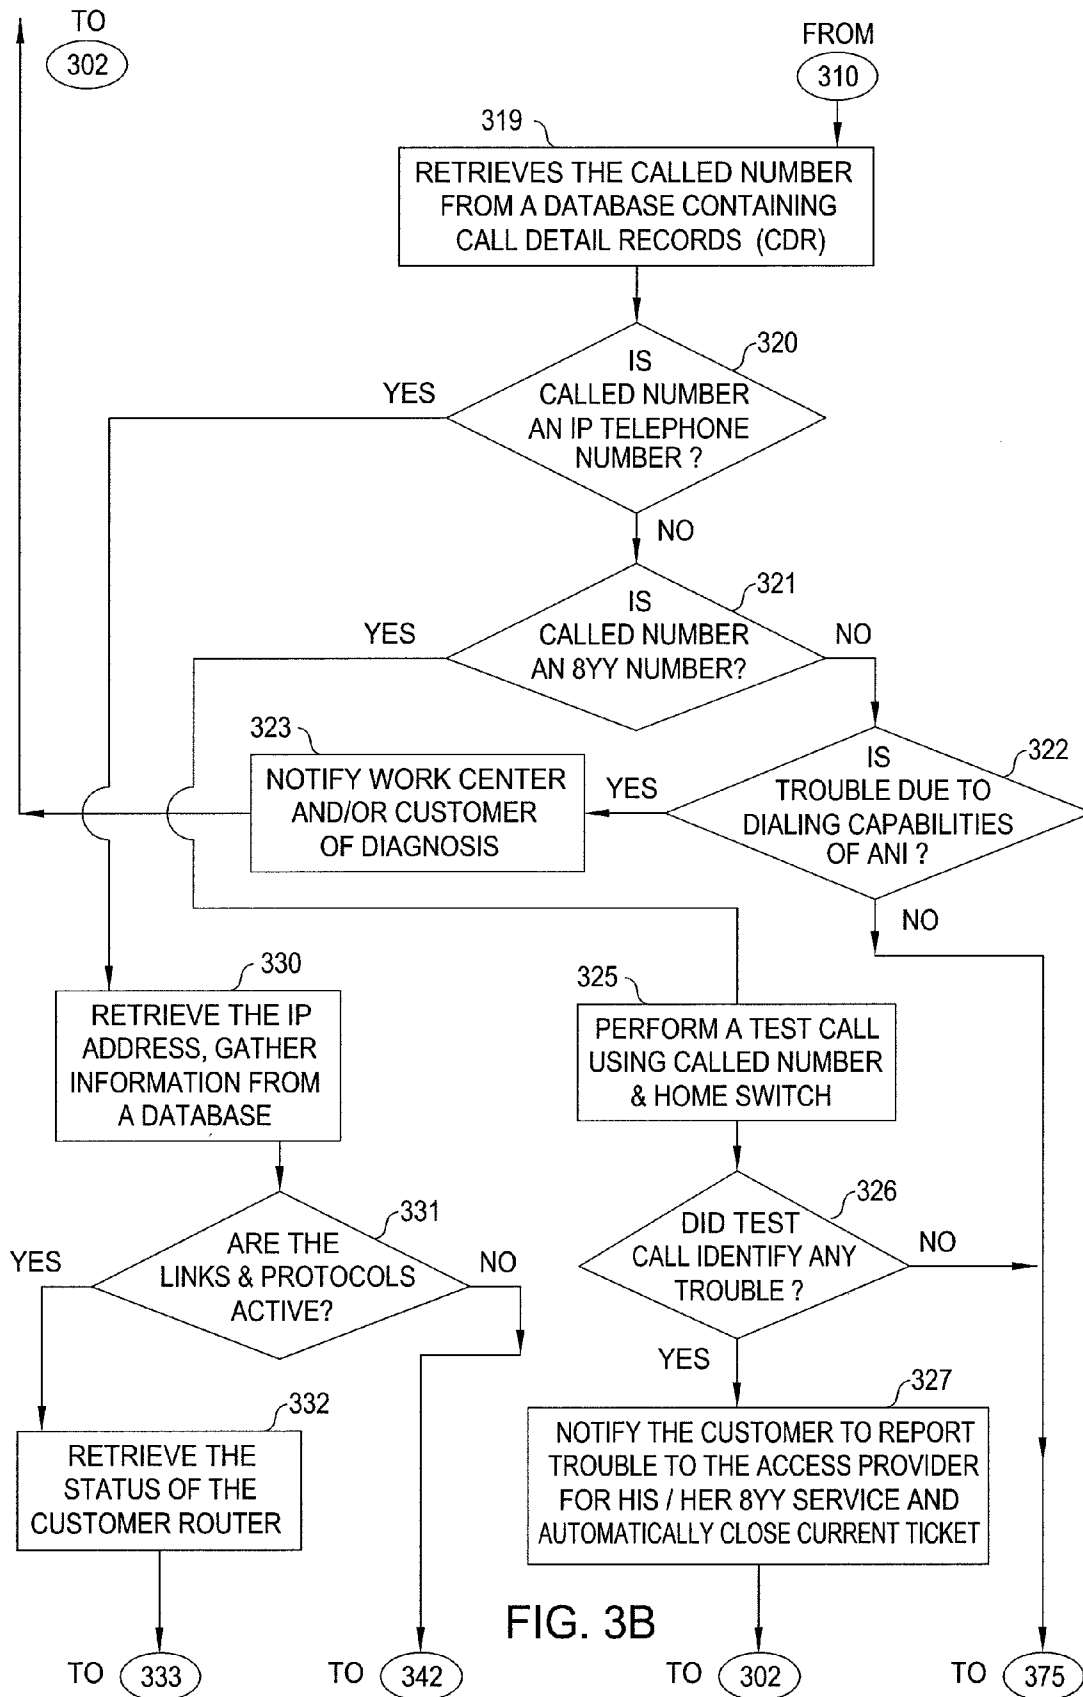 TO
302
FROM
310
319
RETRIEVES THE CALLED NUMBER
FROM A DATABASE CONTAINING
CALL DETAIL RECORDS (CDR)
320
IS
CALLED NUMBER
AN IP TELEPHONE
NUMBER ?
YES
NO
321
IS
CALLED NUMBER
AN 8YY NUMBER?
YES
NO
322
IS
TROUBLE DUE TO
DIALING CAPABILITIES
OF ANI ?
YES
NO
323
NOTIFY WORK CENTER
AND/OR CUSTOMER
OF DIAGNOSIS
330
RETRIEVE THE IP
ADDRESS, GATHER
INFORMATION FROM
A DATABASE
325
PERFORM A TEST CALL
USING CALLED NUMBER
& HOME SWITCH
331
ARE THE
LINKS & PROTOCOLS
ACTIVE?
YES
NO
326
DID TEST
CALL IDENTIFY ANY
TROUBLE ?
NO
YES
332
RETRIEVE THE
STATUS OF THE
CUSTOMER ROUTER
327
NOTIFY THE CUSTOMER TO REPORT
TROUBLE TO THE ACCESS PROVIDER
FOR HIS / HER 8YY SERVICE AND
AUTOMATICALLY CLOSE CURRENT TICKET
FIG. 3B
TO 333
TO 342
TO 302
TO 375